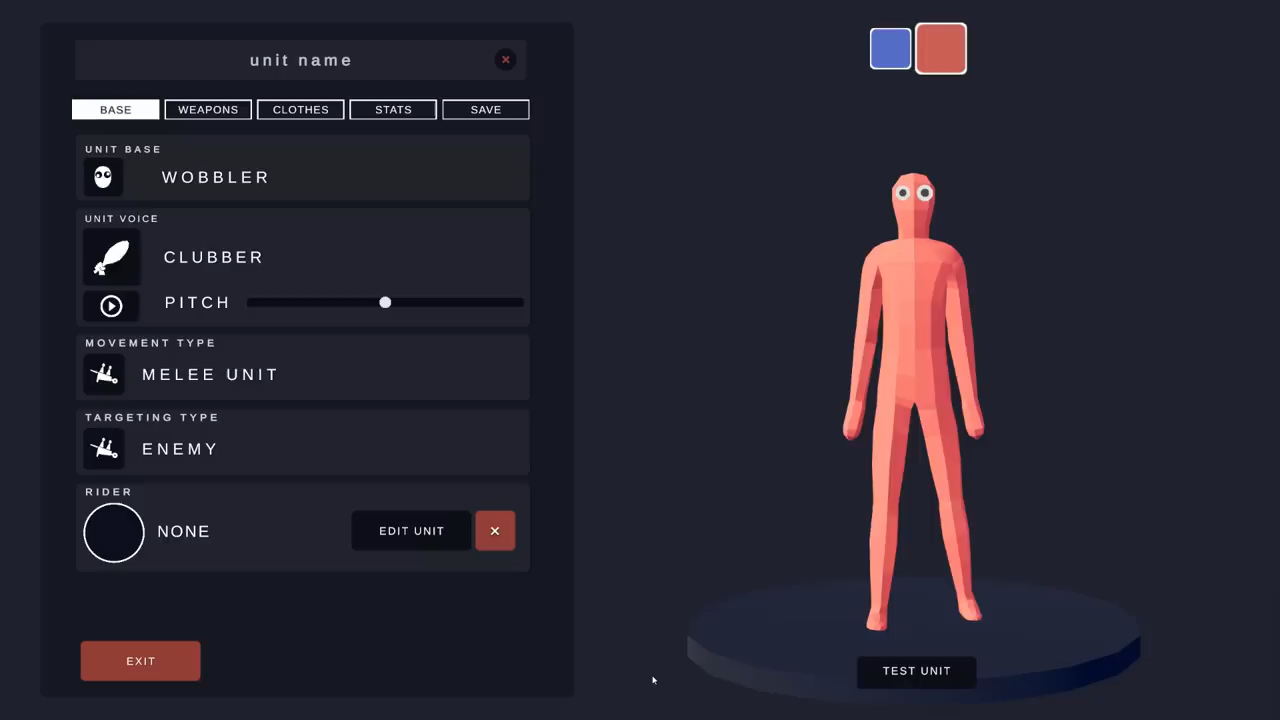 unit name
BASE
WEAPONS
CLOTHES
STATS
SAVE
UNIT BASE
WOBBLER
UNIT VOICE
CLUBBER
PITCH
MOVEMENT TYPE
MELEE UNIT
TARGETING TYPE
ENEMY
RIDER
NONE
EDIT UNIT
EXIT
TEST UNIT